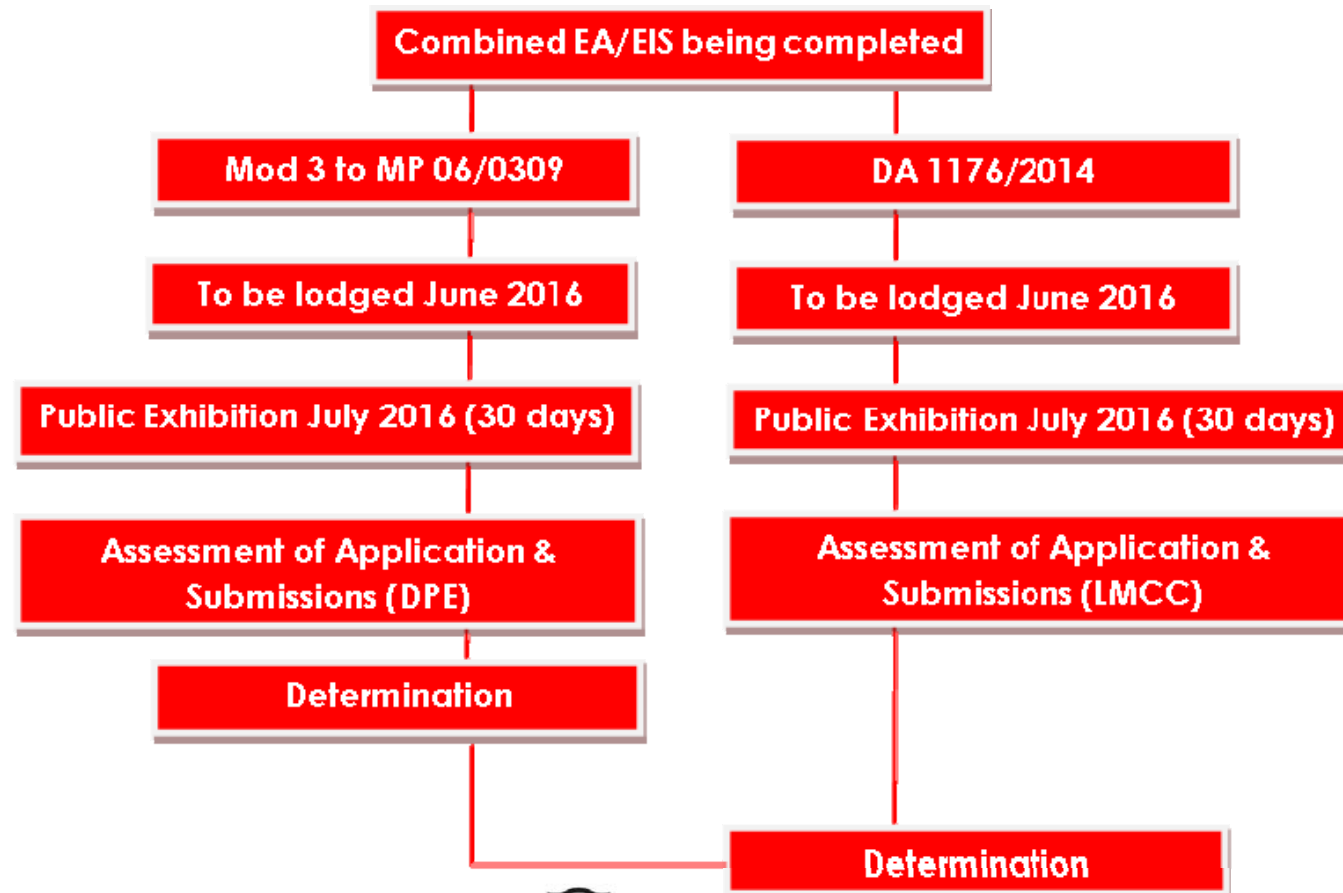 Combined EA/EIS being completed
Mod 3 to MP 06/0309
DA 1176/2014
To be lodged June 2016
To be lodged June 2016
Public Exhibition July 2016 (30 days)
Public Exhibition July 2016 (30 days)
Assessment of Application &
Submissions (DPE)
Assessment of Application &
Submissions (LMCC)
Determination
Determination